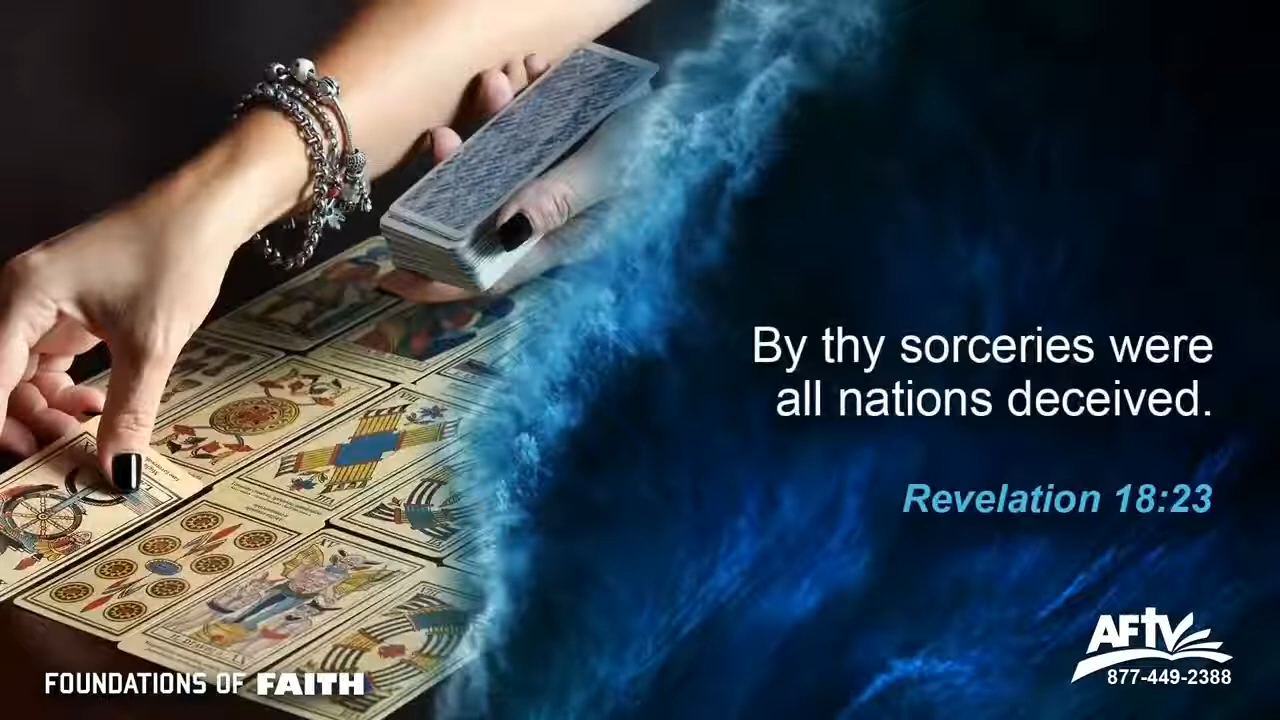 By thy sorceries were
all nations deceived.
Revelation 18:23
FOUNDATIONS OF FAITH
AFTV
877-449-2388